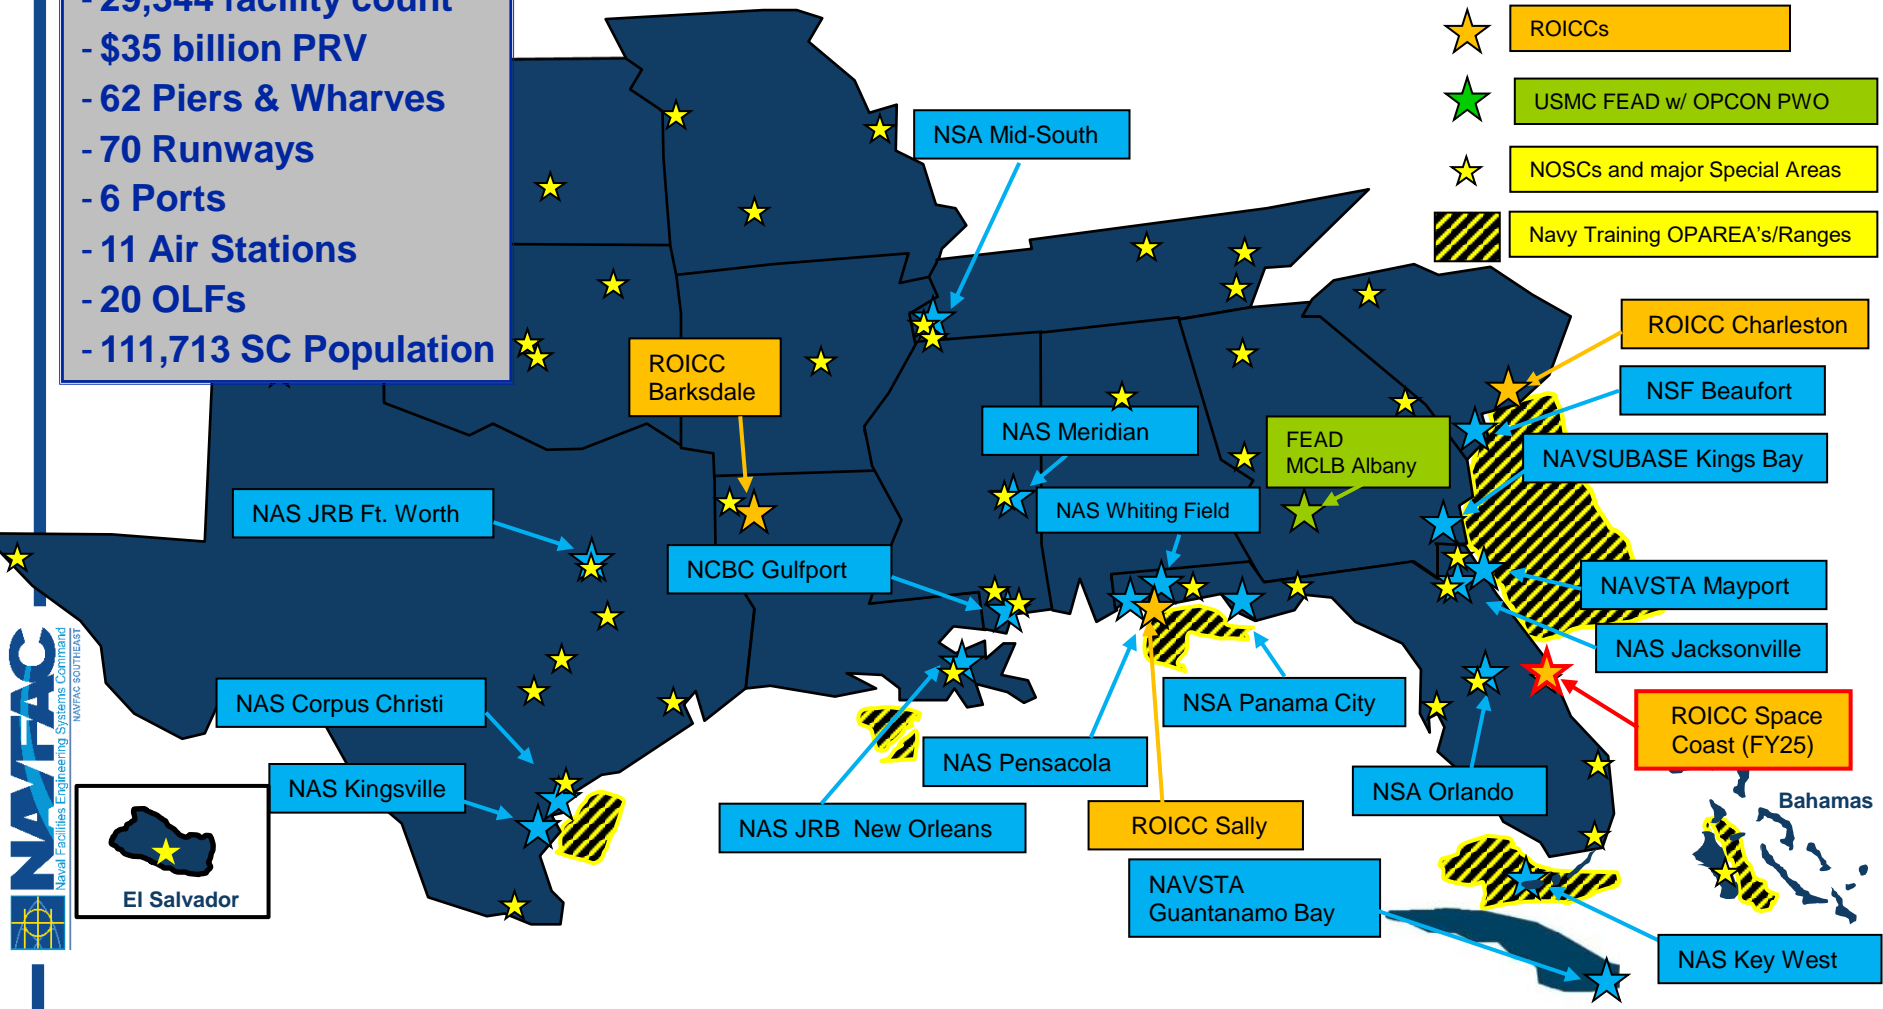 - 29,344 facility count
- $35 billion PRV
- 62 Piers & Wharves
- 70 Runways
- 6 Ports
- 11 Air Stations
- 20 OLFs
- 111,713 SC Population
ROICCs
USMC FEAD w/ OPCON PWO
NOSCs and major Special Areas
Navy Training OPAREA's/Ranges
NSA Mid-South
ROICC Charleston
ROICC
Barksdale
NSF Beaufort
NAS Meridian
FEAD
MCLB Albany
NAVSUBASE Kings Bay
NAS JRB Ft. Worth
NAS Whiting Field
NCBC Gulfport
NAVSTA Mayport
NAS Jacksonville
NAS Corpus Christi
NSA Panama City
ROICC Space
Coast (FY25)
NAS Pensacola
NAS Kingsville
NSA Orlando
Bahamas
NAS JRB  New Orleans
ROICC Sally
El Salvador
NAVSTA
Guantanamo Bay
NAS Key West
NAVFAC
Naval Facilities Engineering Systems Command
NAVFAC SOUTHEAST